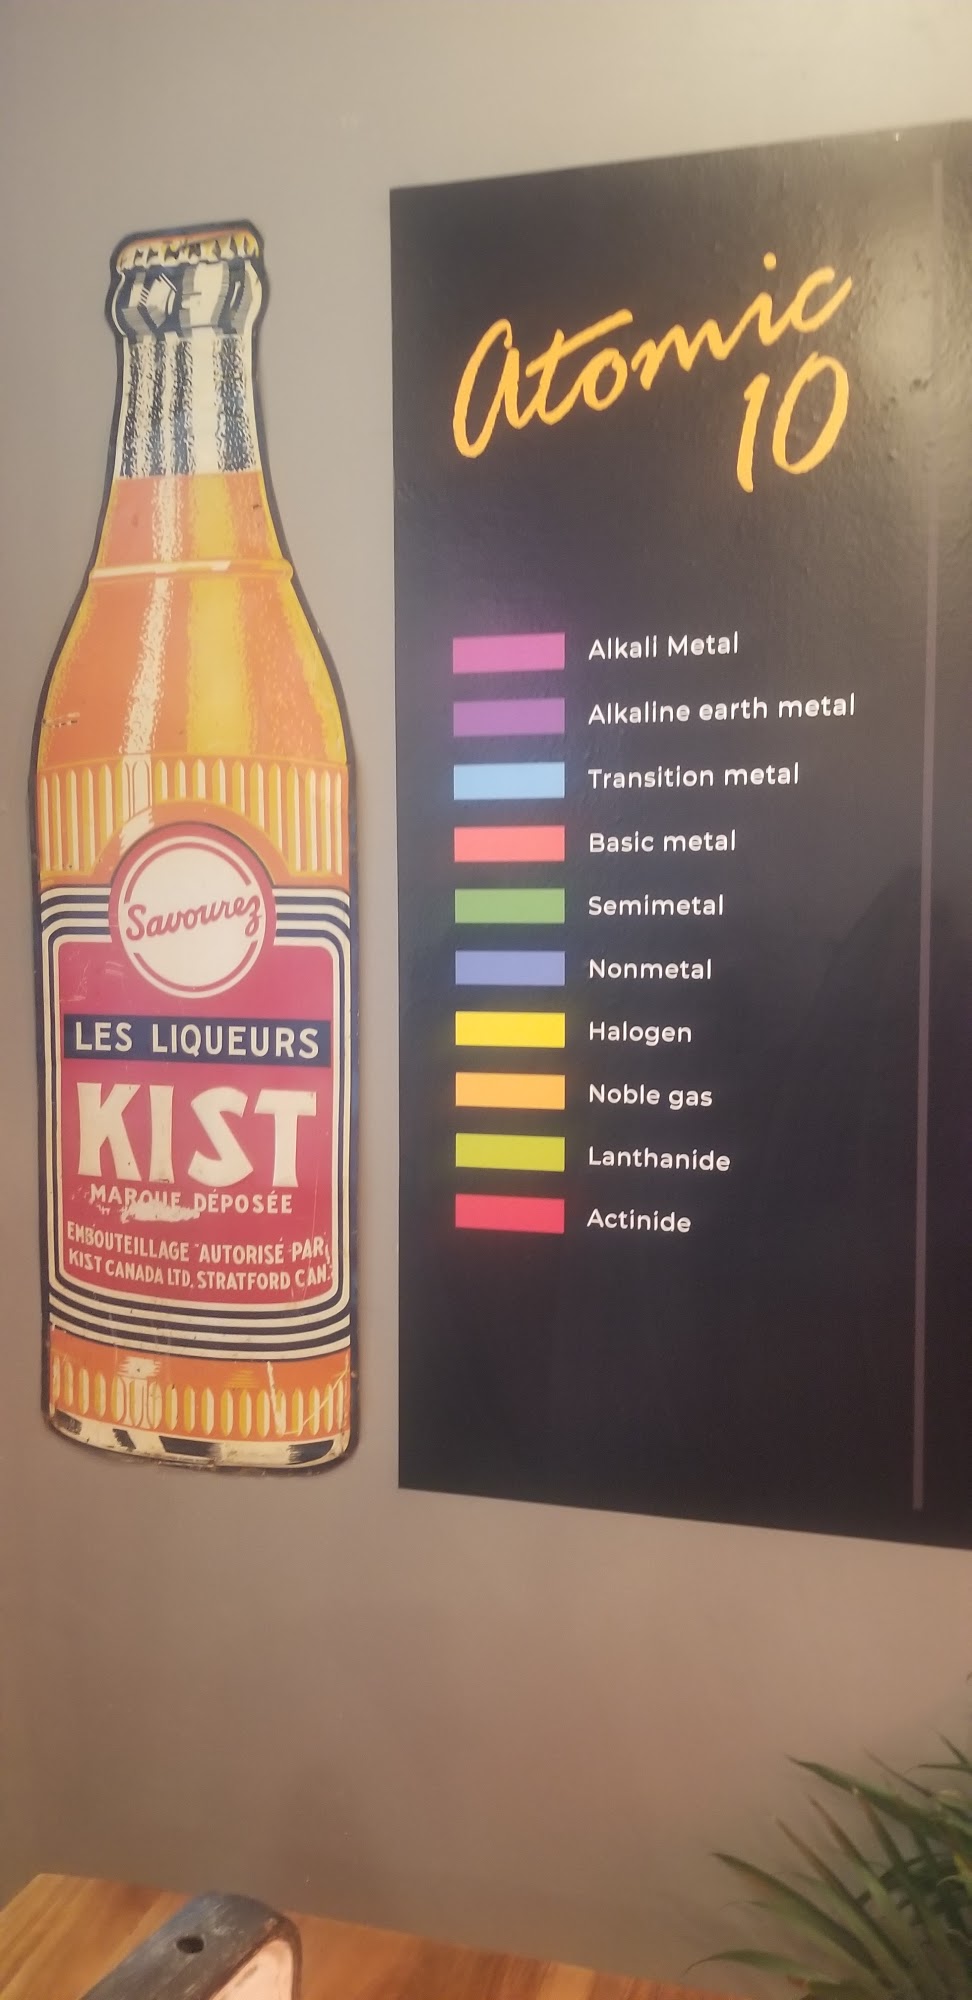 Savourez
LES LIQUEURS
KIST
MARQUE DÉPOSÉE
EMBOUTEILLAGE AUTORISÉ PAR
KIST CANADA LTD. STRATFORD CAN.
Atomic
10
Alkali Metal
Alkaline earth metal
Transition metal
Basic metal
Semimetal
Nonmetal
Halogen
Noble gas
Lanthanide
Actinide